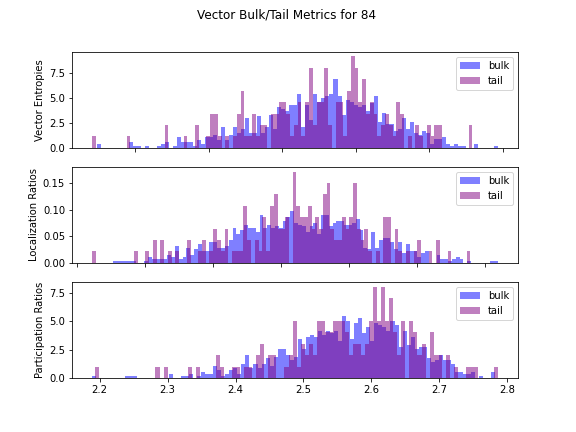 Vector Bulk/Tail Metrics for 84
Vector Entropies
7.5
5.0
2.5
0.0
bulk
tail
Localization Ratios
0.15
0.10
0.05
0.00
bulk
tail
Participation Ratios
7.5
5.0
2.5
0.0
bulk
tail
2.2 2.3 2.4 2.5 2.6 2.7 2.8